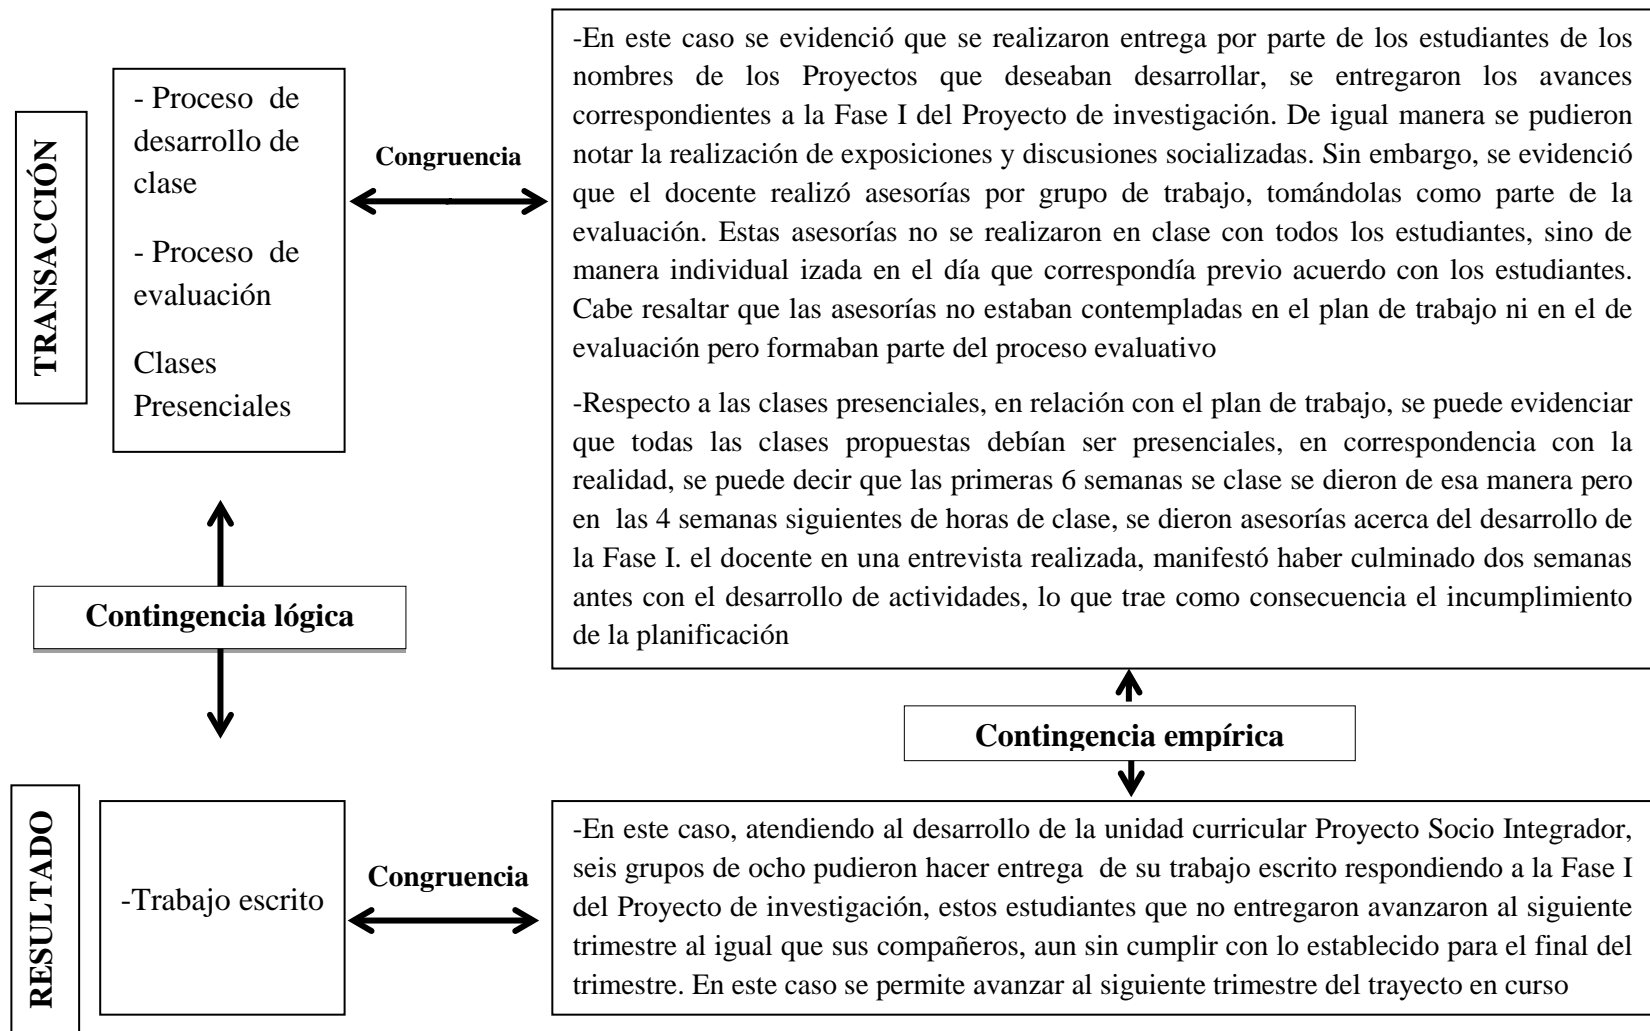 TRANSACCIÓN
- Proceso de
desarrollo de
clase
- Proceso de
evaluación
Clases
Presenciales
Congruencia
-En este caso se evidenció que se realizaron entrega por parte de los estudiantes de los
nombres de los Proyectos que deseaban desarrollar, se entregaron los avances
correspondientes a la Fase I del Proyecto de investigación. De igual manera se pudieron
notar la realización de exposiciones y discusiones socializadas. Sin embargo, se evidenció
que el docente realizó asesorías por grupo de trabajo, tomándolas como parte de la
evaluación. Estas asesorías no se realizaron en clase con todos los estudiantes, sino de
manera individual izada en el día que correspondía previo acuerdo con los estudiantes.
Cabe resaltar que las asesorías no estaban contempladas en el plan de trabajo ni en el de
evaluación pero formaban parte del proceso evaluativo
-Respecto a las clases presenciales, en relación con el plan de trabajo, se puede evidenciar
que todas las clases propuestas debían ser presenciales, en correspondencia con la
realidad, se puede decir que las primeras 6 semanas se clase se dieron de esa manera pero
en las 4 semanas siguientes de horas de clase, se dieron asesorías acerca del desarrollo de
la Fase I. el docente en una entrevista realizada, manifestó haber culminado dos semanas
antes con el desarrollo de actividades, lo que trae como consecuencia el incumplimiento
de la planificación
Contingencia lógica
Contingencia empírica
RESULTADO
-Trabajo escrito
Congruencia
-En este caso, atendiendo al desarrollo de la unidad curricular Proyecto Socio Integrador,
seis grupos de ocho pudieron hacer entrega de su trabajo escrito respondiendo a la Fase I
del Proyecto de investigación, estos estudiantes que no entregaron avanzaron al siguiente
trimestre al igual que sus compañeros, aun sin cumplir con lo establecido para el final del
trimestre. En este caso se permite avanzar al siguiente trimestre del trayecto en curso